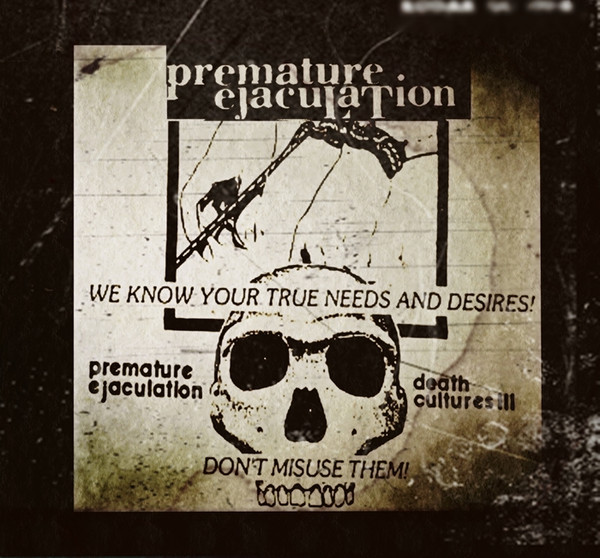 premature
ejaculation
WE KNOW YOUR TRUE NEEDS AND DESIRES!
premature
ejaculation
death
cultures III
DON'T MISUSE THEM!